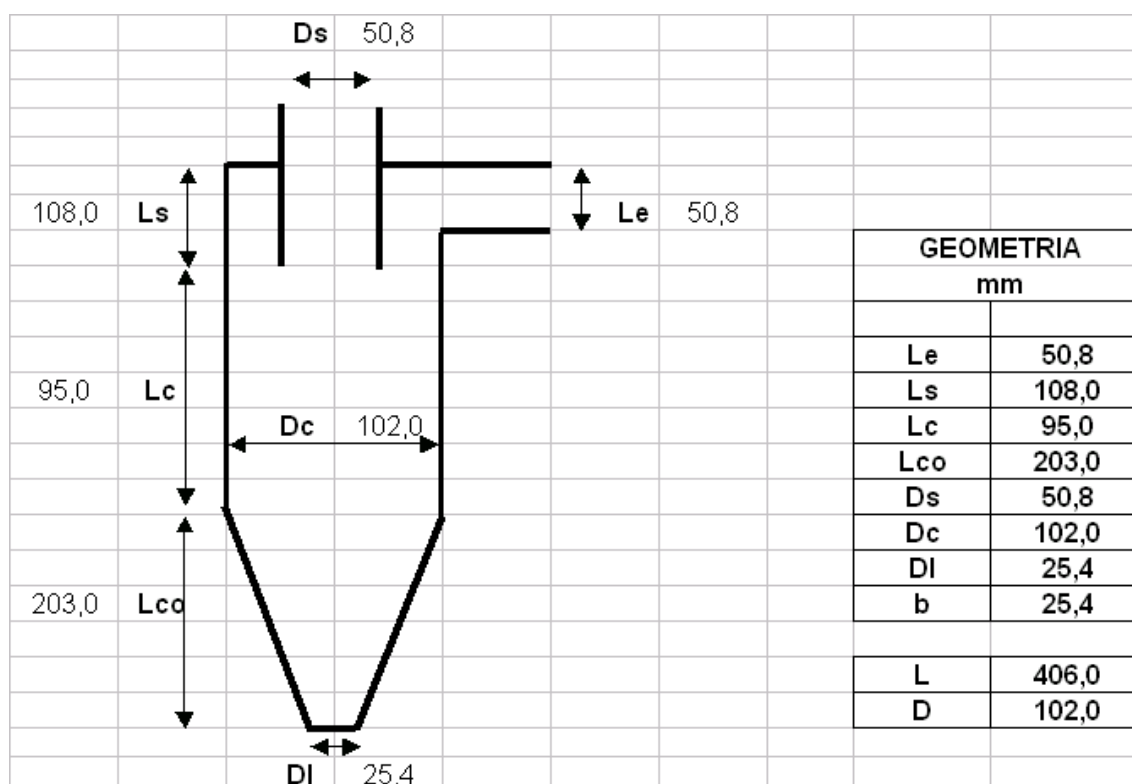 Ds 50,8
108,0 Ls
Le 50,8
95,0 Lc
Dc 102,0
203,0 Lco
Dl 25,4
GEOMETRIA
mm
Le 50,8
Ls 108,0
Lc 95,0
Lco 203,0
Ds 50,8
Dc 102,0
Dl 25,4
b 25,4
L 406,0
D 102,0